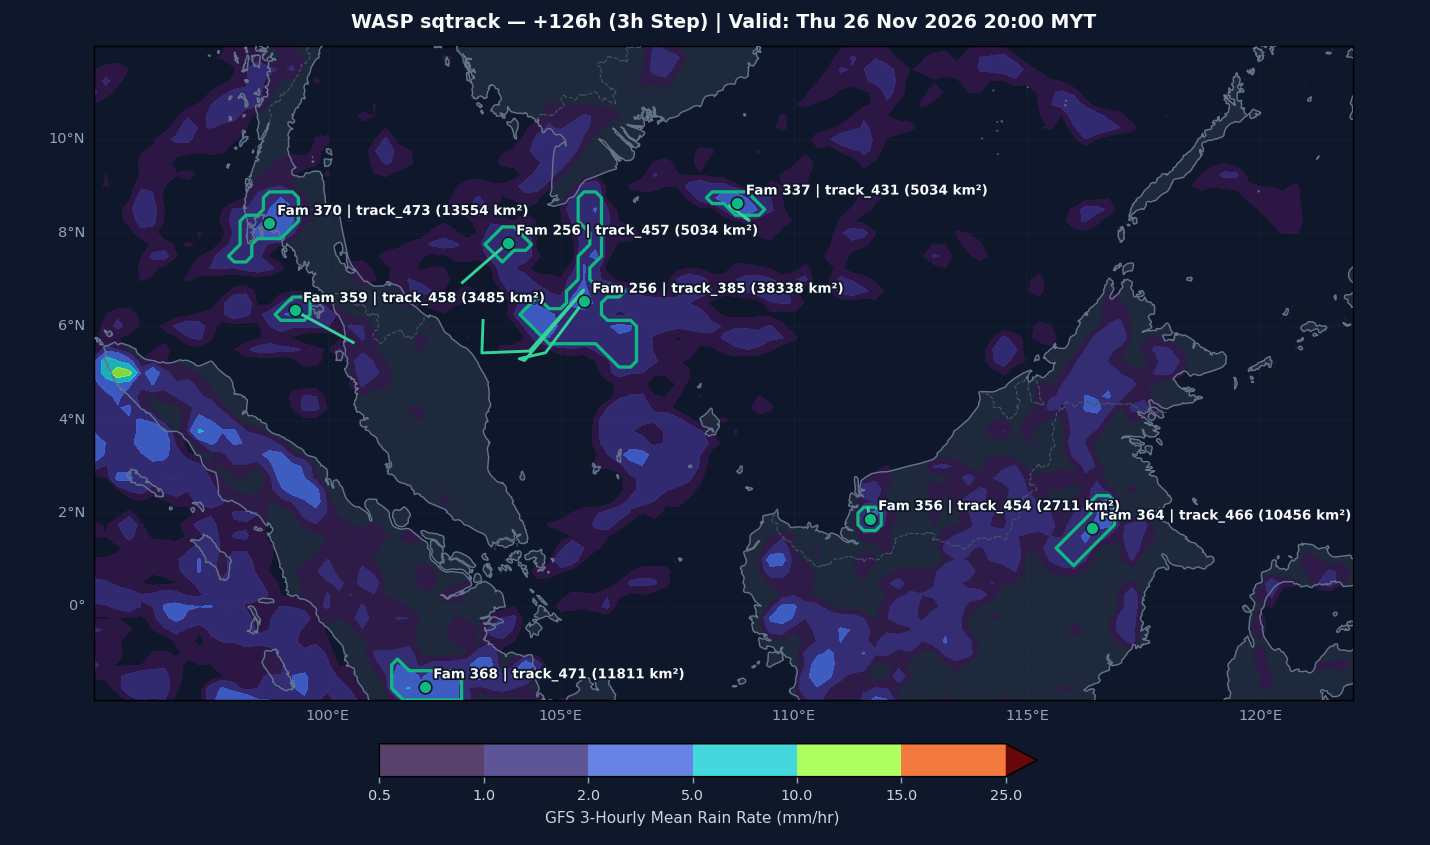 WASP sqtrack — +126h (3h Step) | Valid: Thu 26 Nov 2026 20:00 MYT
10°N
8°N
6°N
4°N
2°N
0°
Fam 337 | track_431 (5034 km²)
Fam 370 | track_473 (13554 km²)
Fam 256 | track_457 (5034 km²)
Fam 256 | track_385 (38338 km²)
Fam 359 | track_458 (3485 km²)
Fam 356 | track_454 (2711 km²)
Fam 364 | track_466 (10456 km²)
Fam 368 | track_471 (11811 km²)
100°E 105°E 110°E 115°E 120°E
0.5 1.0 2.0 5.0 10.0 15.0 25.0
GFS 3-Hourly Mean Rain Rate (mm/hr)